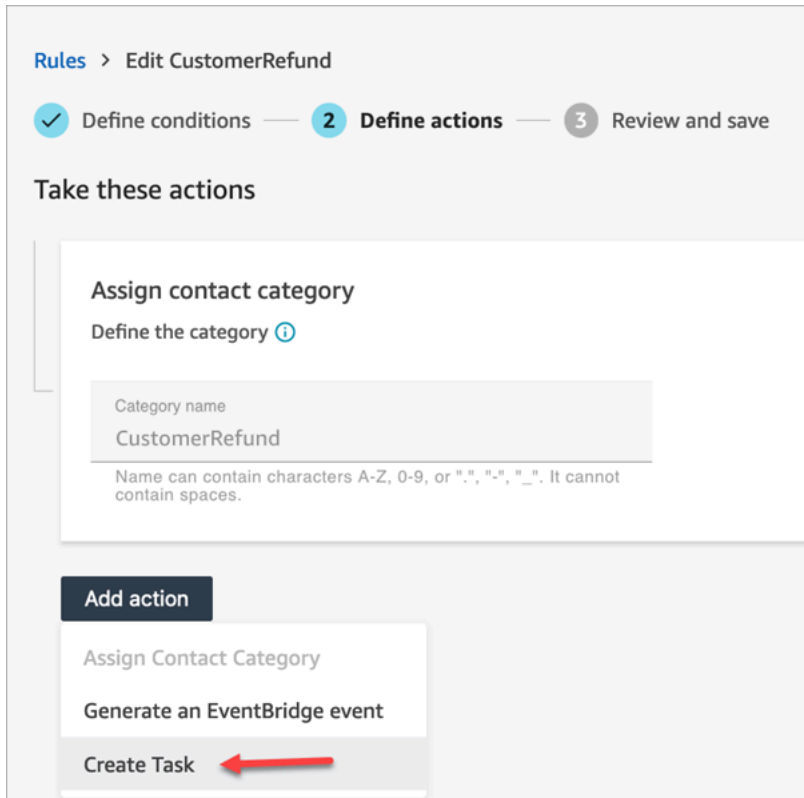 Rules > Edit CustomerRefund
Define conditions 2 Define actions 3 Review and save
Take these actions
Assign contact category
Define the category
Category name
CustomerRefund
Name can contain characters A-Z, 0-9, or ".", "-", "_". It cannot
contain spaces.
Add action
Assign Contact Category
Generate an EventBridge event
Create Task